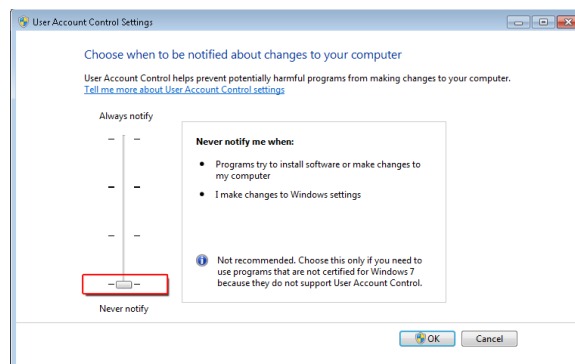 User Account Control Settings
Choose when to be notified about changes to your computer
User Account Control helps prevent potentially harmful programs from making changes to your computer.
Tell me more about User Account Control settings
Always notify
Never notify me when:
Programs try to install software or make changes to
my computer
I make changes to Windows settings
Not recommended. Choose this only if you need to
use programs that are not certified for Windows 7
because they do not support User Account Control.
Never notify
OK
Cancel